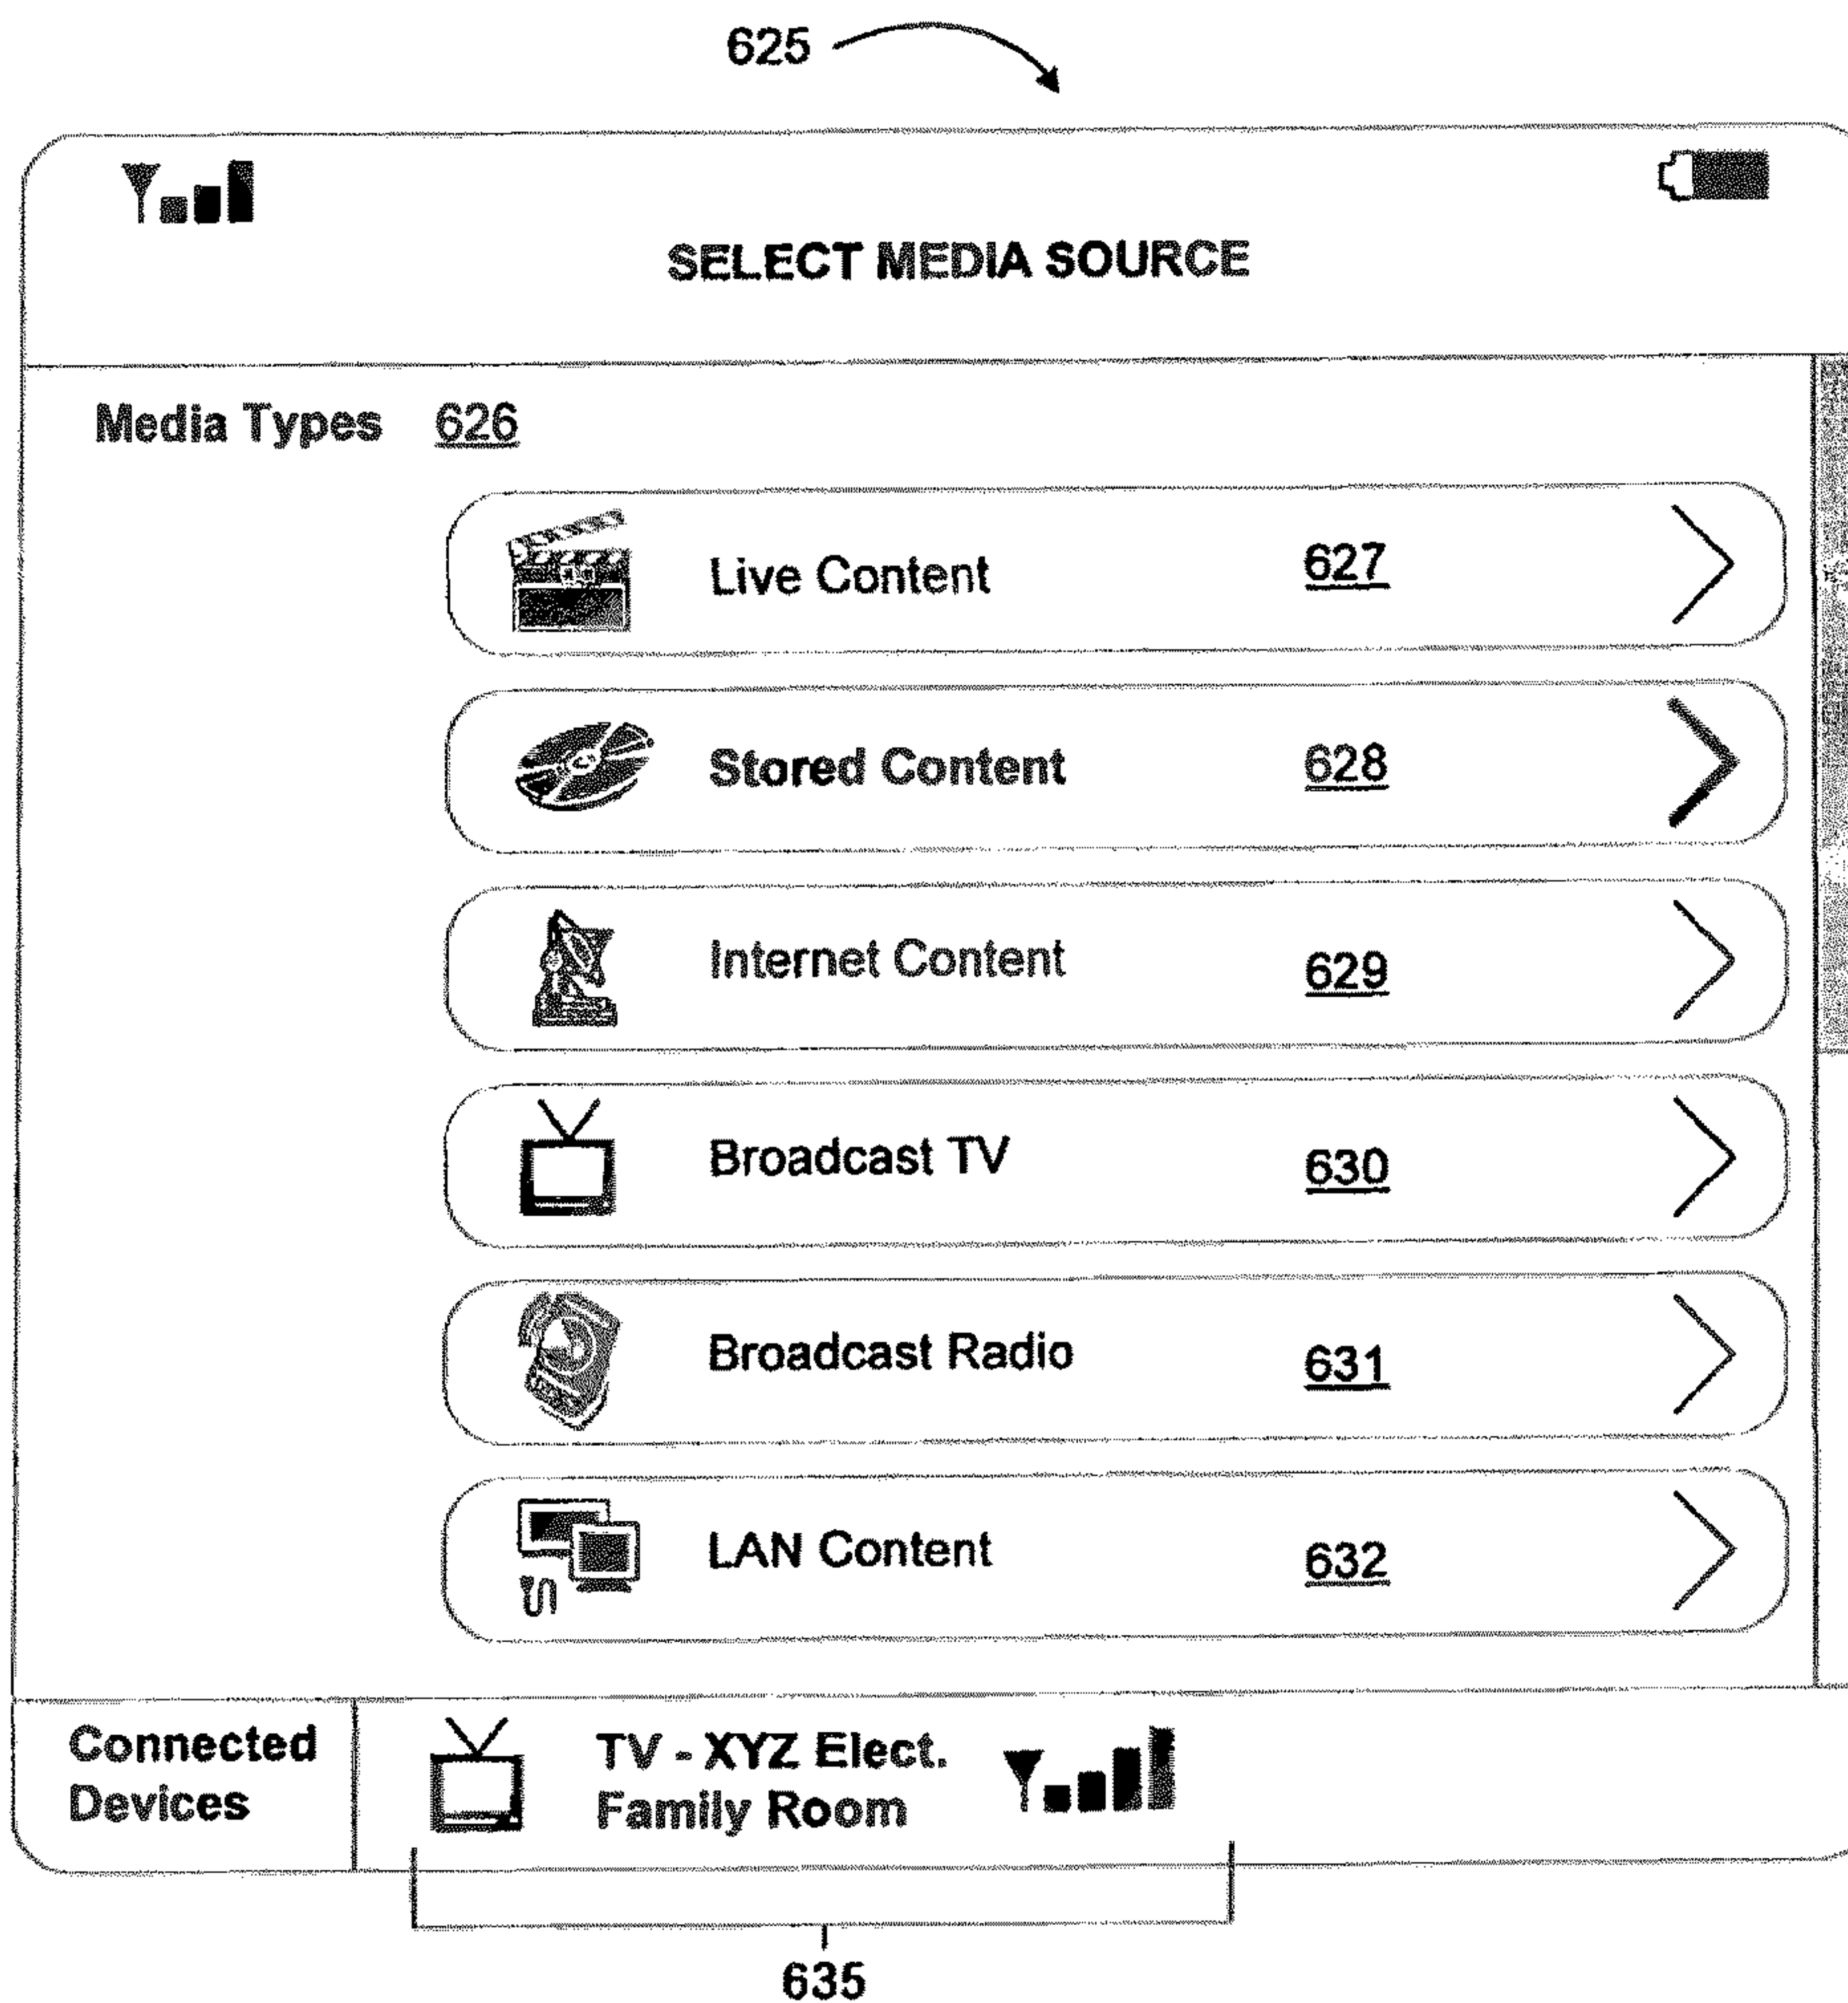 625
SELECT MEDIA SOURCE
Media Types 626
Live Content 627
Stored Content 628
Internet Content 629
Broadcast TV 630
Broadcast Radio 631
LAN Content 632
Connected
Devices
TV - XYZ Elect.
Family Room
635